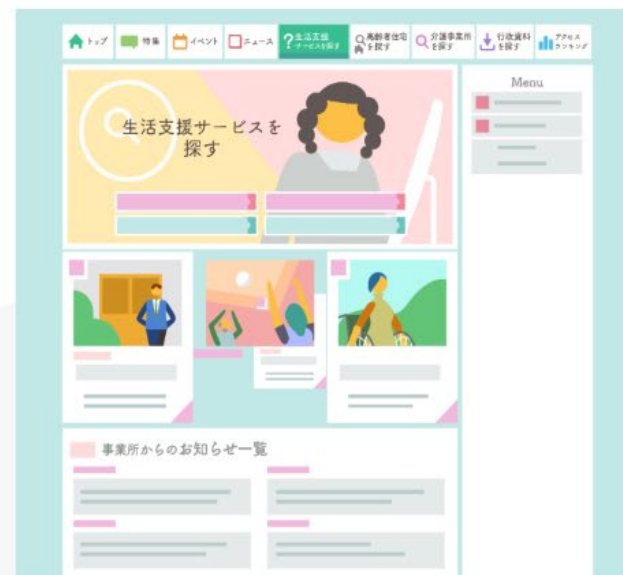 トップ
特集
イベント
ニュース
生活支援
サービスを探す
高齢者住宅
を探す
介護事業所
を探す
行政資料
を探す
アクセス
ランキング
生活支援サービスを
探す
Menu
事業所からのお知らせ一覧